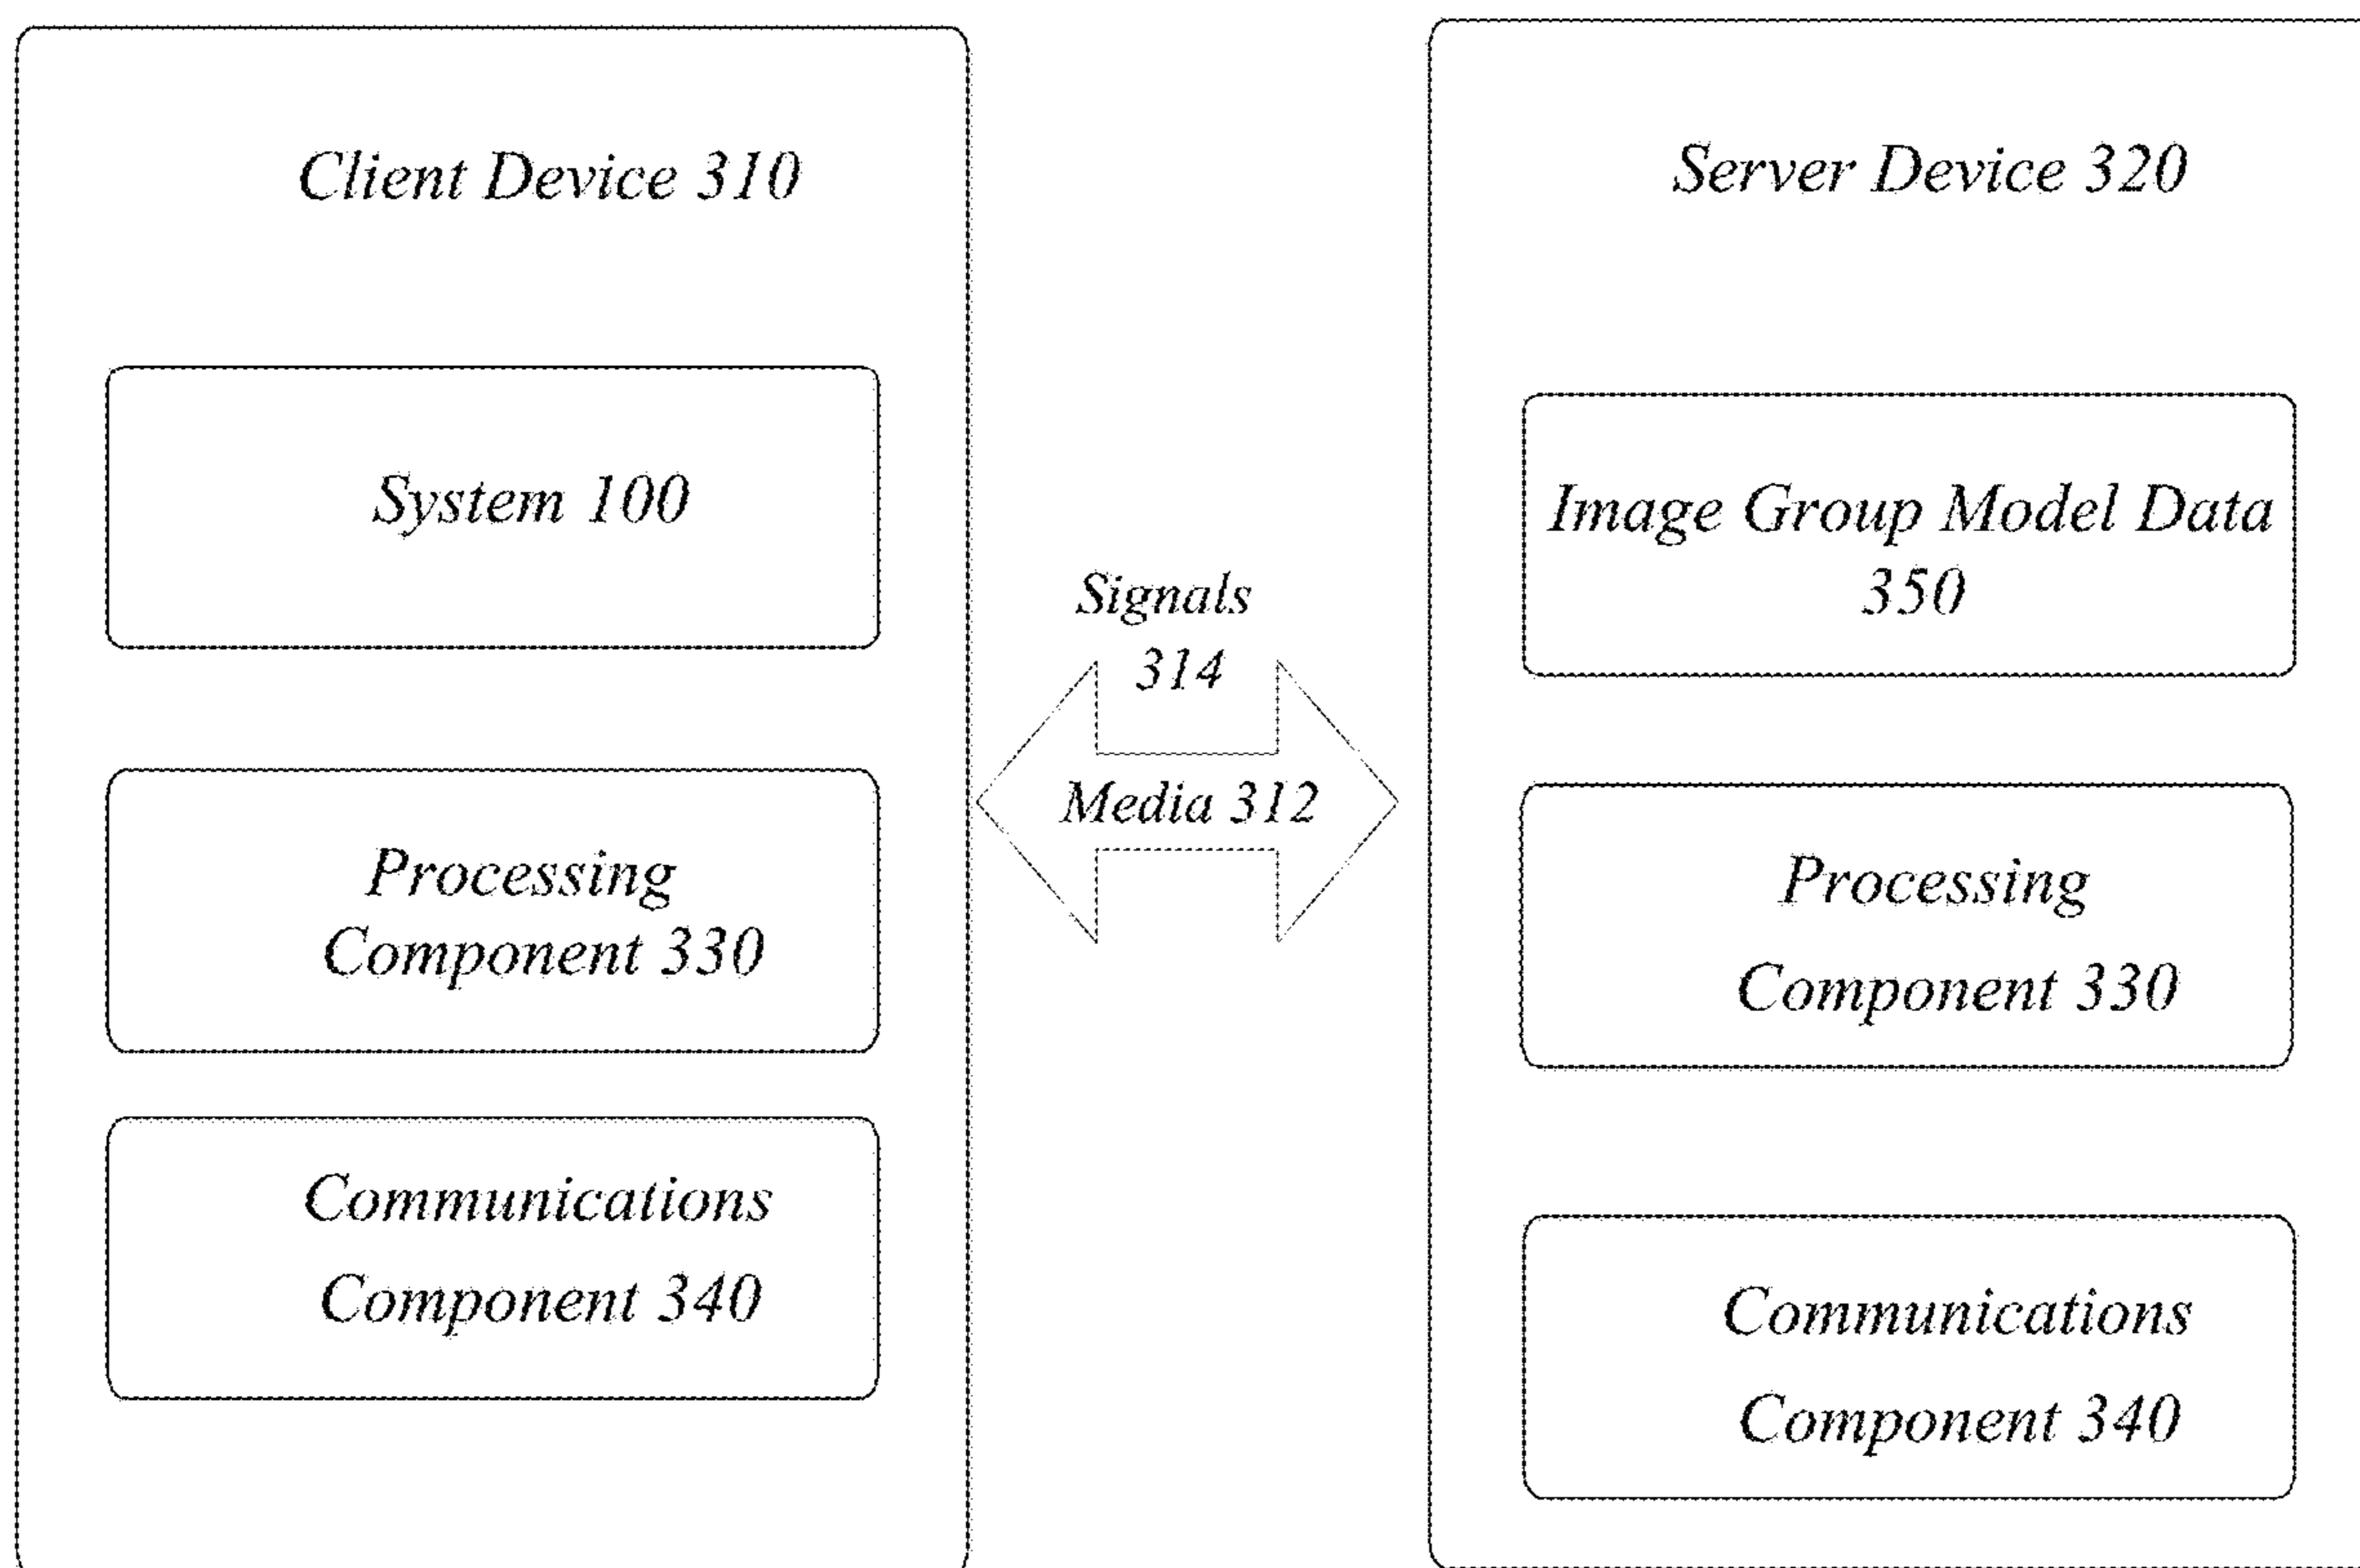 Client Device 310
System 100
Processing
Component 330
Communications
Component 340
Signals
314
Media 312
Server Device 320
Image Group Model Data
350
Processing
Component 330
Communications
Component 340